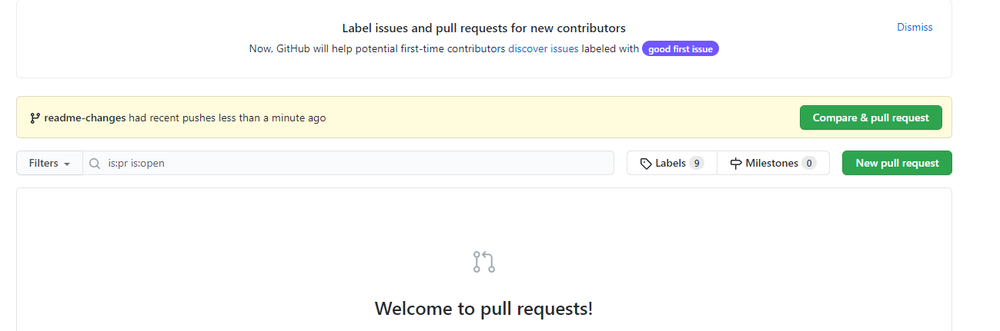 Label issues and pull requests for new contributors
Dismiss
Now, GitHub will help potential first-time contributors discover issues labeled with good first issue
readme-changes had recent pushes less than a minute ago
Compare & pull request
Filters
is:pr is:open
Labels 9
Milestones 0
New pull request
Welcome to pull requests!